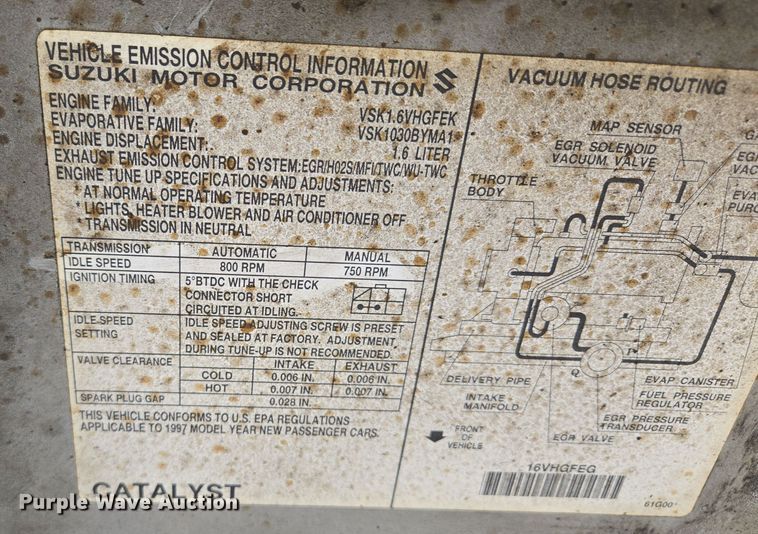 VEHICLE EMISSION CONTROL INFORMATION
SUZUKI MOTOR CORPORATION
ENGINE FAMILY: VSK1.6VHGFEK
EVAPORATIVE FAMILY: VSK1030BYMA1
ENGINE DISPLACEMENT: 1.6 LITER
EXHAUST EMISSION CONTROL SYSTEM:EGR/HO2S/MFI/TWC/WU-TWC
ENGINE TUNE UP SPECIFICATIONS AND ADJUSTMENTS:
* AT NORMAL OPERATING TEMPERATURE
* LIGHTS, HEATER BLOWER AND AIR CONDITIONER OFF
* TRANSMISSION IN NEUTRAL
TRANSMISSION AUTOMATIC MANUAL
IDLE SPEED 800 RPM 750 RPM
IGNITION TIMING 5°BTDC WITH THE CHECK
CONNECTOR SHORT
CIRCUITED AT IDLING.
IDLE SPEED SETTING IDLE SPEED ADJUSTING SCREW IS PRESET
AND SEALED AT FACTORY. ADJUSTMENT
DURING TUNE-UP IS NOT RECOMMENDED.
VALVE CLEARANCE INTAKE EXHAUST
COLD 0.006 IN. 0.006 IN.
HOT 0.007 IN. 0.007 IN.
SPARK PLUG GAP 0.028 IN.
THIS VEHICLE CONFORMS TO U.S. EPA REGULATIONS
APPLICABLE TO 1997 MODEL YEAR NEW PASSENGER CARS.
CATALYST
VACUUM HOSE ROUTING
MAP SENSOR
EGR SOLENOID
VACUUM VALVE
THROTTLE
BODY
GA
EGR
VAC
EVA
PURG
Q
DELIVERY PIPE
INTAKE
MANIFOLD
EVAP CANISTER
FUEL PRESSURE
REGULATOR
EGR PRESSURE
TRANSDUCER
EGR VALVE
FRONT
OF
VEHICLE
16VHGFEG
61G00
Purple Wave Auction